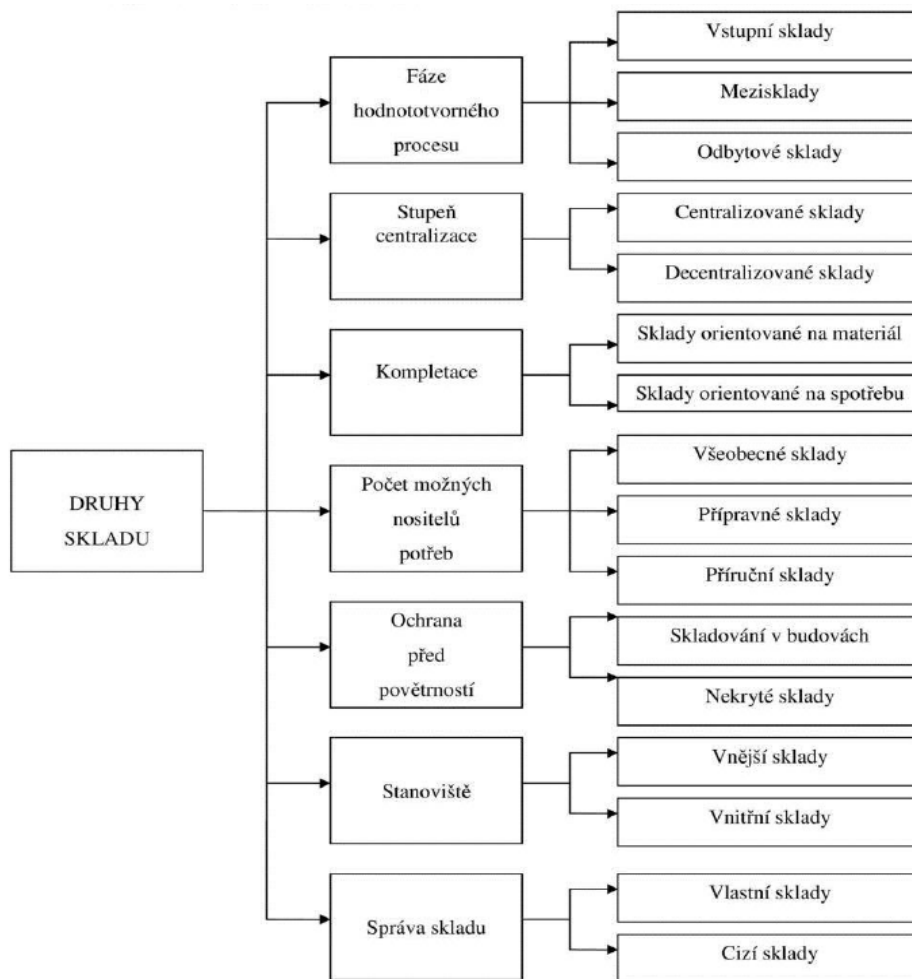 DRUHY
SKLADU
Fáze
hodnototvorného
procesu
Vstupní sklady
Mezisklady
Odbytové sklady
Stupeň
centralizace
Centralizované sklady
Decentralizované sklady
Kompletace
Sklady orientované na materiál
Sklady orientované na spotřebu
Počet možných
nositelů
potřeb
Všeobecné sklady
Přípravné sklady
Příruční sklady
Ochrana
před
povětrností
Skladování v budovách
Nekryté sklady
Stanoviště
Vnější sklady
Vnitřní sklady
Správa skladu
Vlastní sklady
Cizí sklady